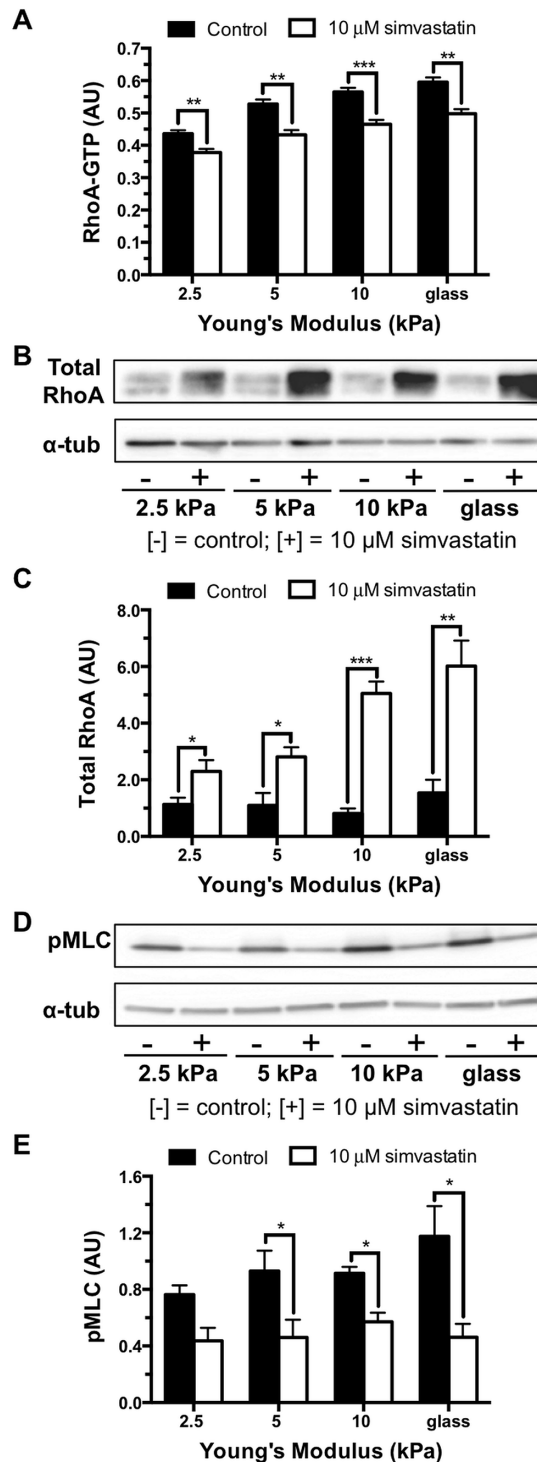 A
Control 10 μM simvastatin
RhoA-GTP (AU)
0.7
0.6
0.5
0.4
0.3
0.2
0.1
0.0
** ** *** **
2.5 5 10 glass
Young's Modulus (kPa)
B
Total
RhoA
α-tub
- + - + - + - +
2.5 kPa 5 kPa 10 kPa glass
[-] = control; [+] = 10 μM simvastatin
C
Control 10 μM simvastatin
Total RhoA (AU)
8.0
6.0
4.0
2.0
0.0
* * *** **
2.5 5 10 glass
Young's Modulus (kPa)
D
pMLC
α-tub
- + - + - + - +
2.5 kPa 5 kPa 10 kPa glass
[-] = control; [+] = 10 μM simvastatin
E
Control 10 μM simvastatin
pMLC (AU)
1.6
1.2
0.8
0.4
0.0
* * *
2.5 5 10 glass
Young's Modulus (kPa)